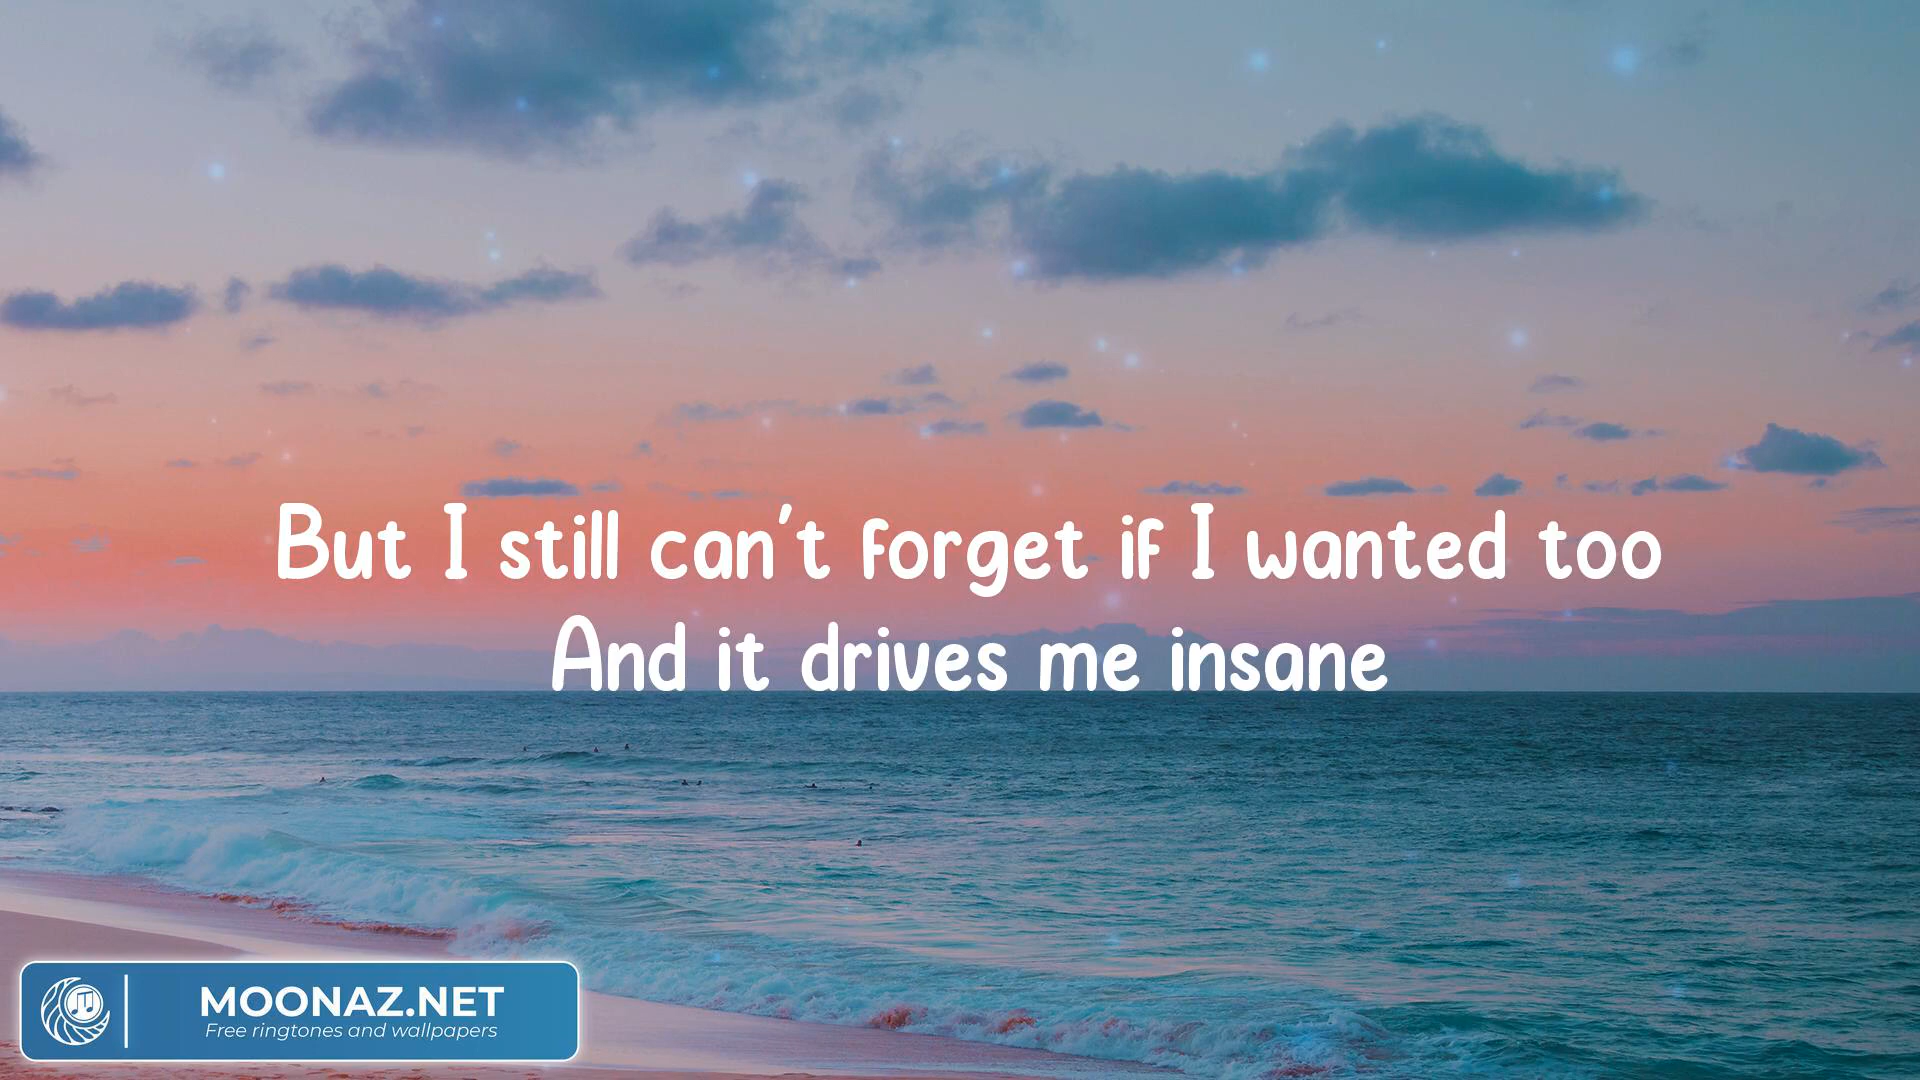 But I still can't forget if I wanted too
And it drives me insane
MOONAZ.NET
Free ringtones and wallpapers